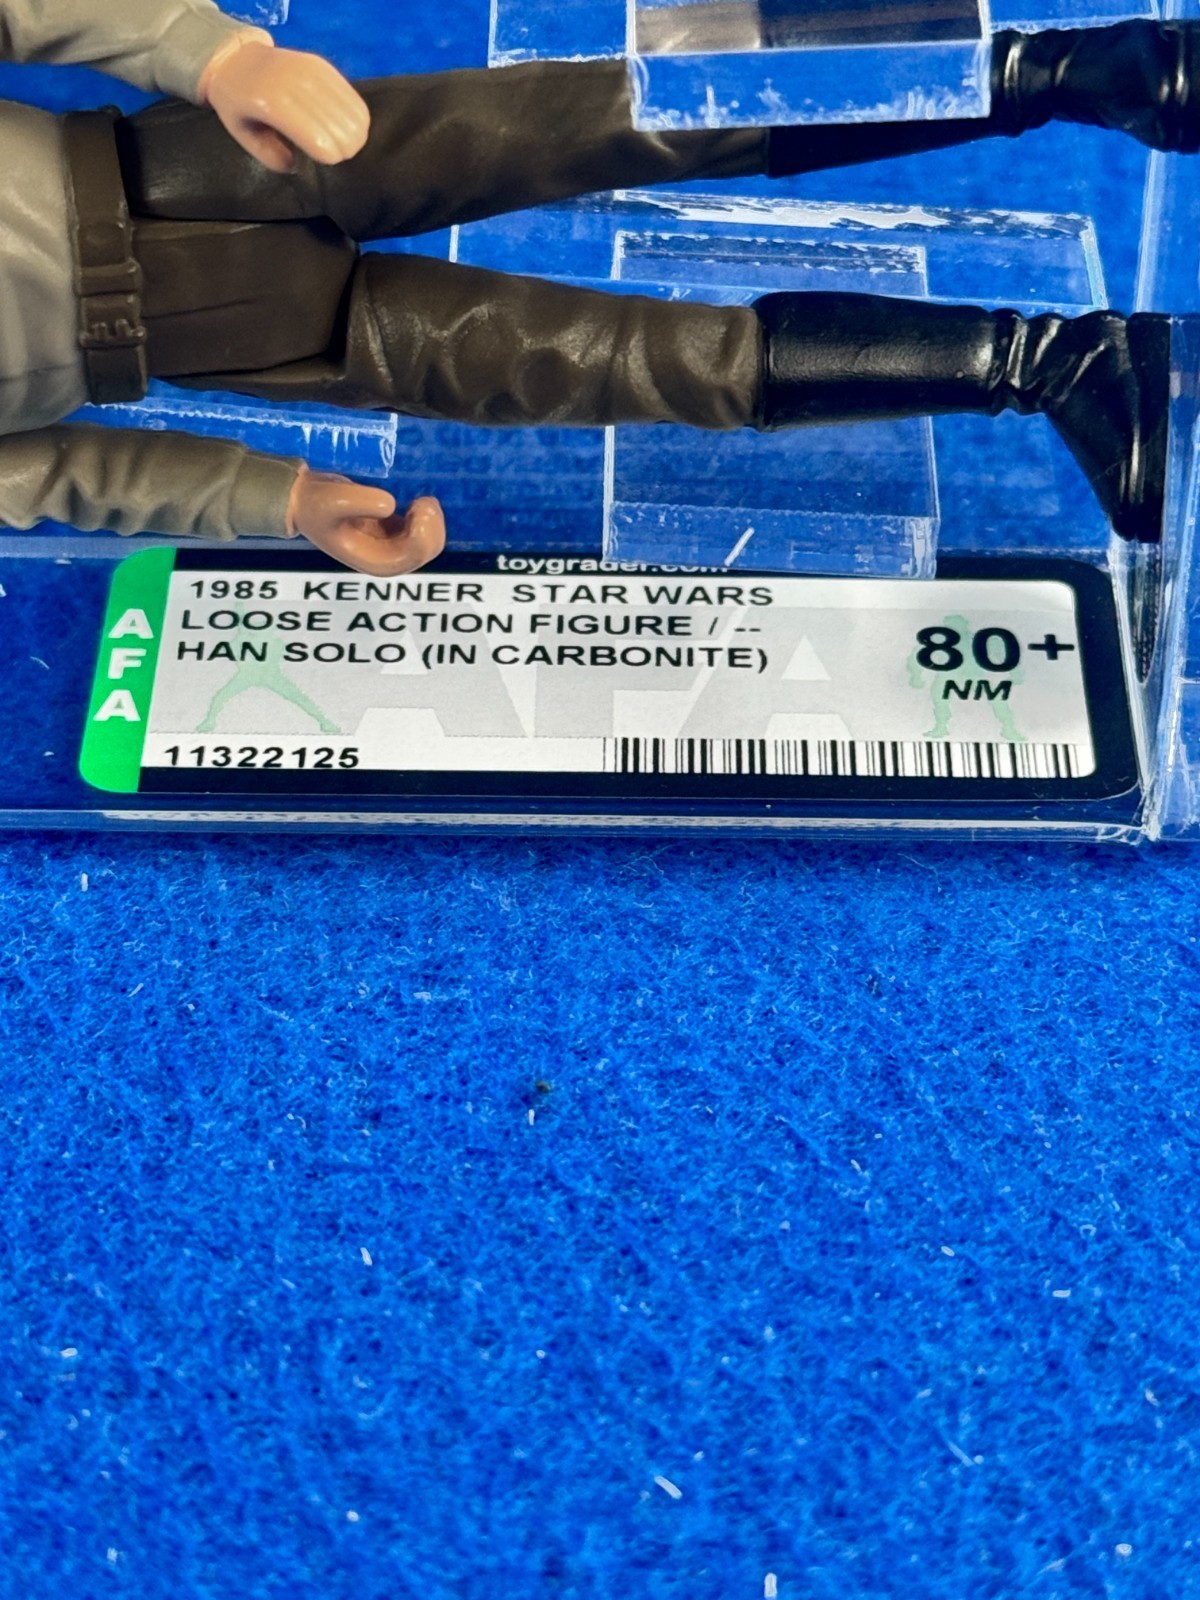 toygrader.com
AFA
1985 KENNER STAR WARS
LOOSE ACTION FIGURE / --
HAN SOLO (IN CARBONITE)
80+
NM
11322125